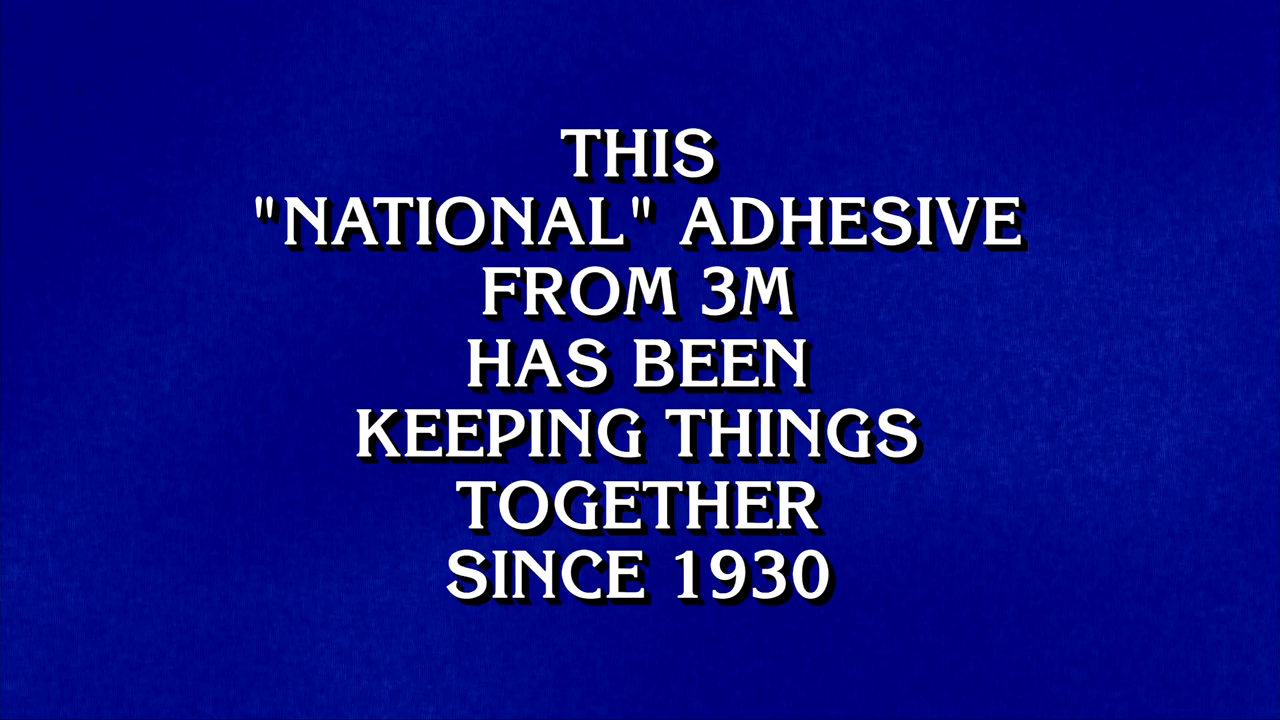 THIS
"NATIONAL" ADHESIVE
FROM 3M
HAS BEEN
KEEPING THINGS
TOGETHER
SINCE 1930